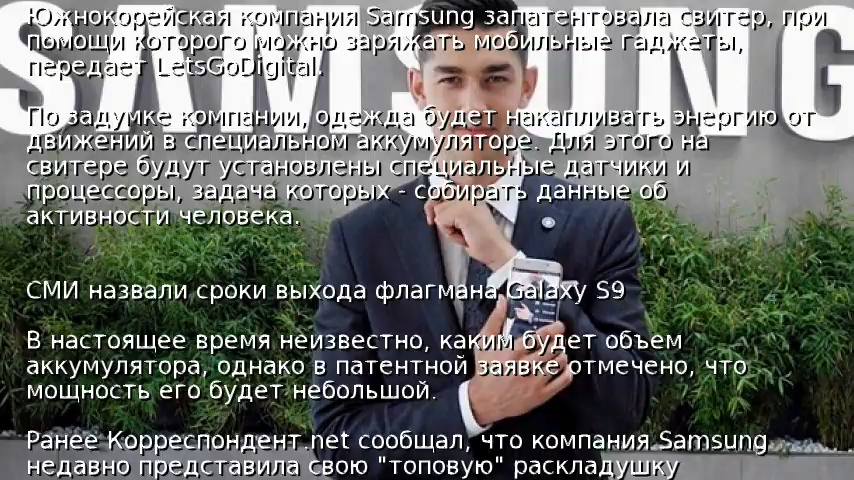 SAMSUNG
Южнокорейская компания Samsung запатентовала свитер, при
помощи которого можно заряжать мобильные гаджеты,
передает LetsGoDigital.
По задумке компании, одежда будет накапливать энергию от
движений в специальном аккумуляторе. Для этого на
свитере будут установлены специальные датчики и
процессоры, задача которых - собирать данные об
активности человека.
СМИ назвали сроки выхода флагмана Galaxy S9
В настоящее время неизвестно, каким будет объем
аккумулятора, однако в патентной заявке отмечено, что
мощность его будет небольшой.
Ранее Корреспондент.net сообщал, что компания Samsung
недавно представила свою "топовую" раскладушку